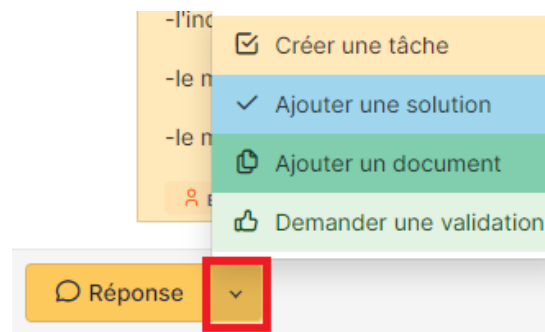 -l'inc
Créer une tâche
-le m
Ajouter une solution
-le m
Ajouter un document
Demander une validation
Réponse